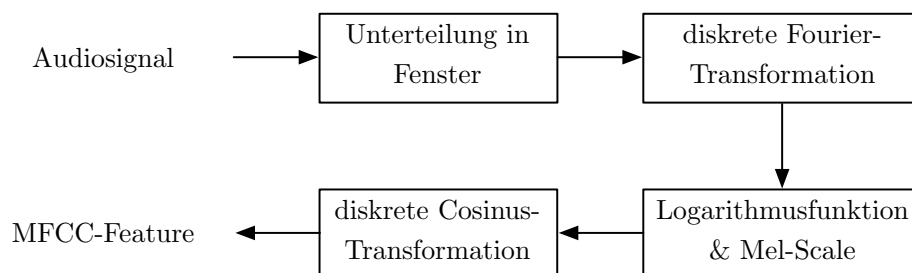 Audiosignal
Unterteilung in
Fenster
diskrete Fourier-
Transformation
Logarithmusfunktion
& Mel-Scale
diskrete Cosinus-
Transformation
MFCC-Feature